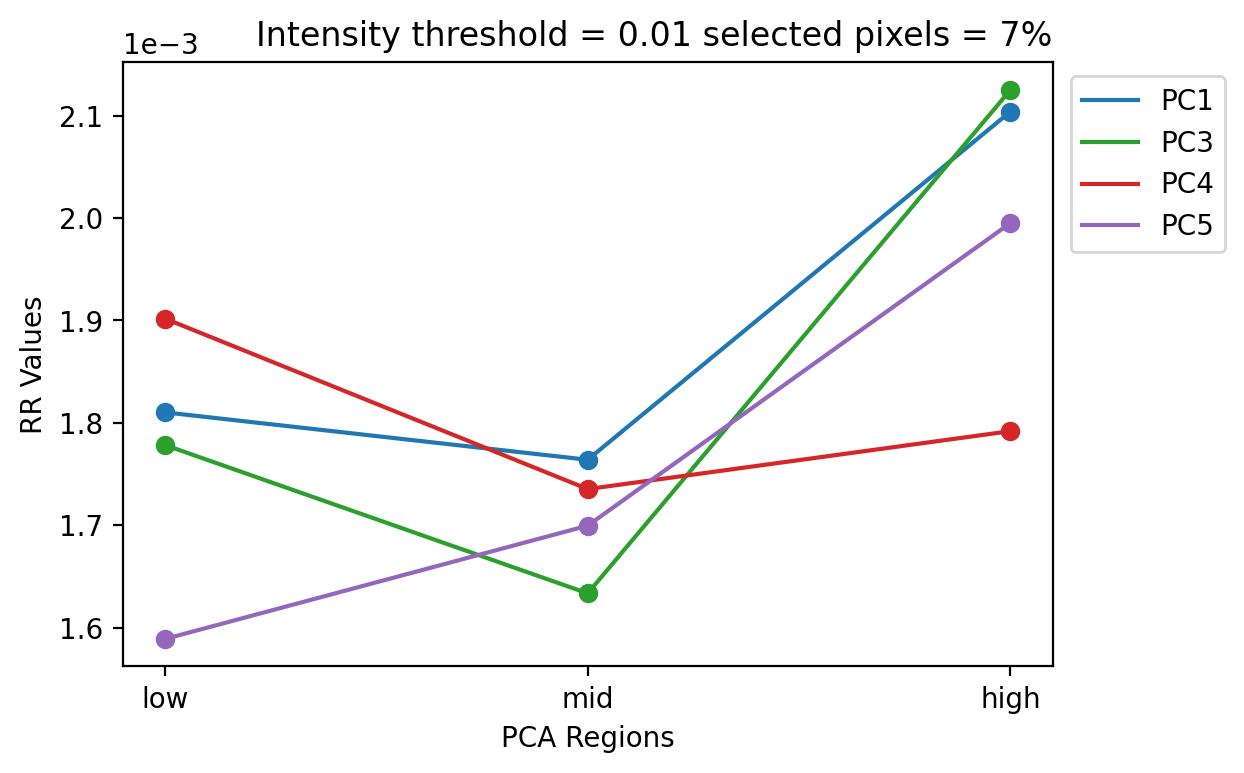 1e−3
Intensity threshold = 0.01 selected pixels = 7%
2.1
2.0
1.9
1.8
1.7
1.6
RR Values
low
mid
high
PCA Regions
PC1
PC3
PC4
PC5